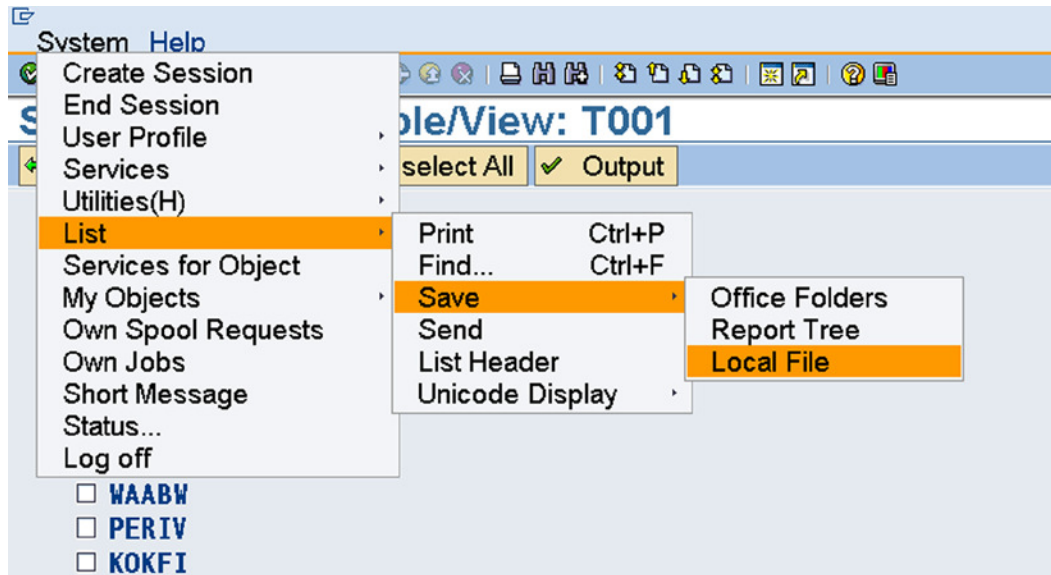 System Help
Create Session
End Session
User Profile
Services
Utilities(H)
List
Services for Object
My Objects
Own Spool Requests
Own Jobs
Short Message
Status...
Log off
ble/View: T001
select All Output
Print Ctrl+P
Find... Ctrl+F
Save
Send
List Header
Unicode Display
Office Folders
Report Tree
Local File
WAABW
PERIV
KOKFI